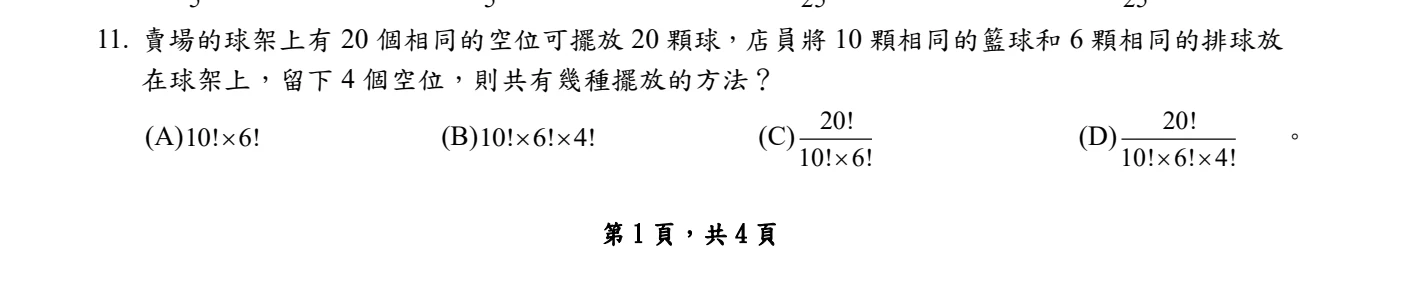 11. 賣場的球架上有 20 個相同的空位可擺放 20 顆球，店員將 10 顆相同的籃球和 6 顆相同的排球放
在球架上，留下 4 個空位，則共有幾種擺放的方法？
(A)10!×6! (B)10!×6!×4! (C)20!/(10!×6!) (D)20!/(10!×6!×4!) 。
第 1 頁，共 4 頁